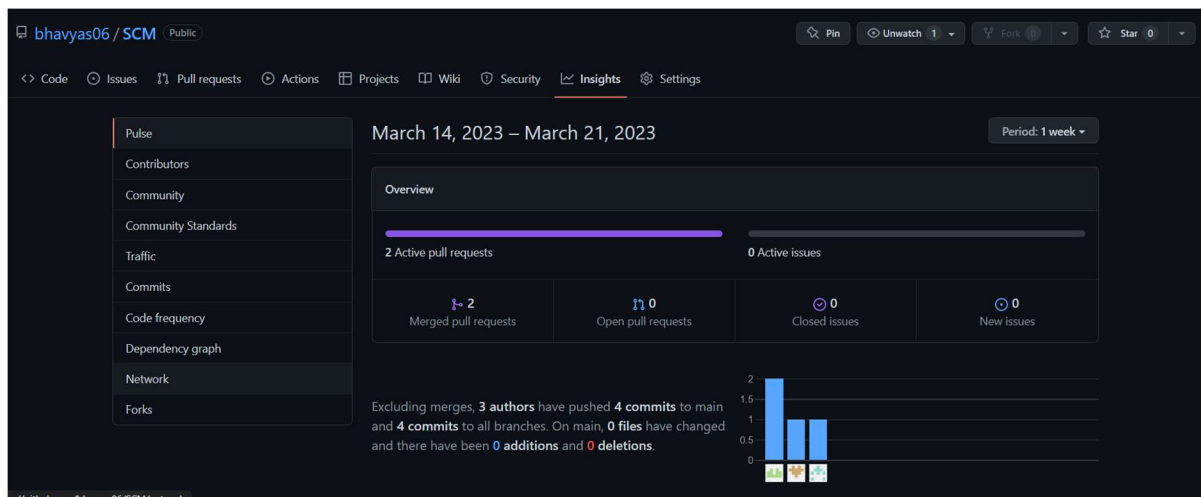 bhavyas06 / SCM Public
Pin Unwatch 1 Fork 0 Star 0
Code Issues Pull requests Actions Projects Wiki Security Insights Settings
Pulse
Contributors
Community
Community Standards
Traffic
Commits
Code frequency
Dependency graph
Network
Forks
March 14, 2023 – March 21, 2023
Period: 1 week
Overview
2 Active pull requests
0 Active issues
2
Merged pull requests
0
Open pull requests
0
Closed issues
0
New issues
Excluding merges, 3 authors have pushed 4 commits to main
and 4 commits to all branches. On main, 0 files have changed
and there have been 0 additions and 0 deletions.
2
1.5
1
0.5
0